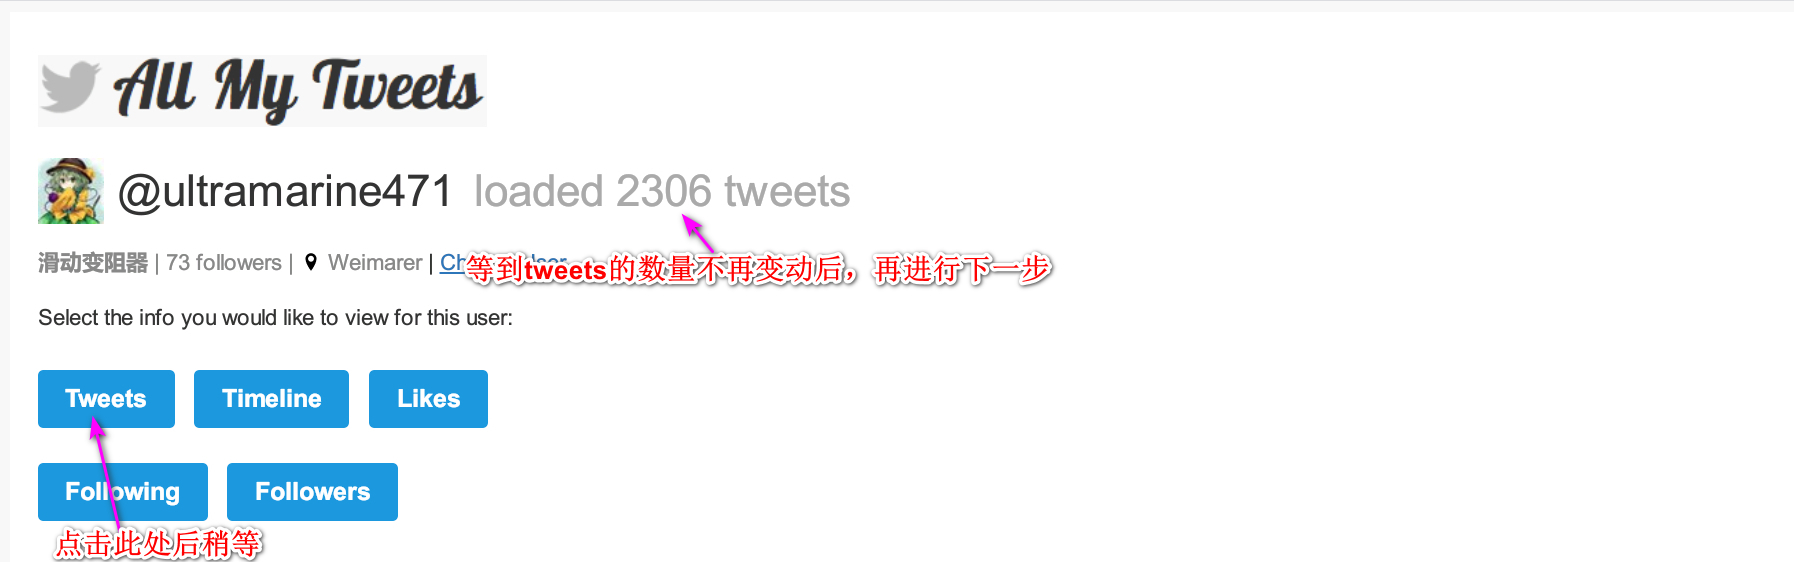 All My Tweets
@ultramarine471 loaded 2306 tweets
滑动变阻器 | 73 followers | Weimarer |
等到tweets的数量不再变动后，再进行下一步
Select the info you would like to view for this user:
Tweets Timeline Likes
Following Followers
点击此处后稍等